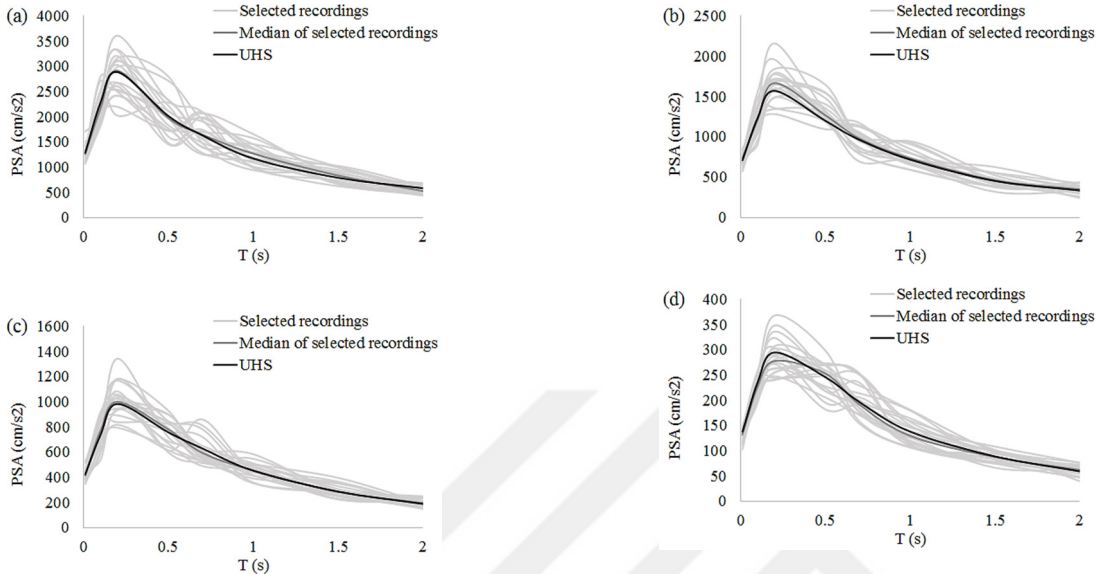 (a)
Selected recordings
Median of selected recordings
UHS
PSA (cm/s2)
4000
3500
3000
2500
2000
1500
1000
500
0
0 0.5 1 1.5 2
T (s)
(b)
Selected recordings
Median of selected recordings
UHS
PSA (cm/s2)
2500
2000
1500
1000
500
0
0 0.5 1 1.5 2
T (s)
(c)
Selected recordings
Median of selected recordings
UHS
PSA (cm/s2)
1600
1400
1200
1000
800
600
400
200
0
0 0.5 1 1.5 2
T (s)
(d)
Selected recordings
Median of selected recordings
UHS
PSA (cm/s2)
400
350
300
250
200
150
100
50
0
0 0.5 1 1.5 2
T (s)